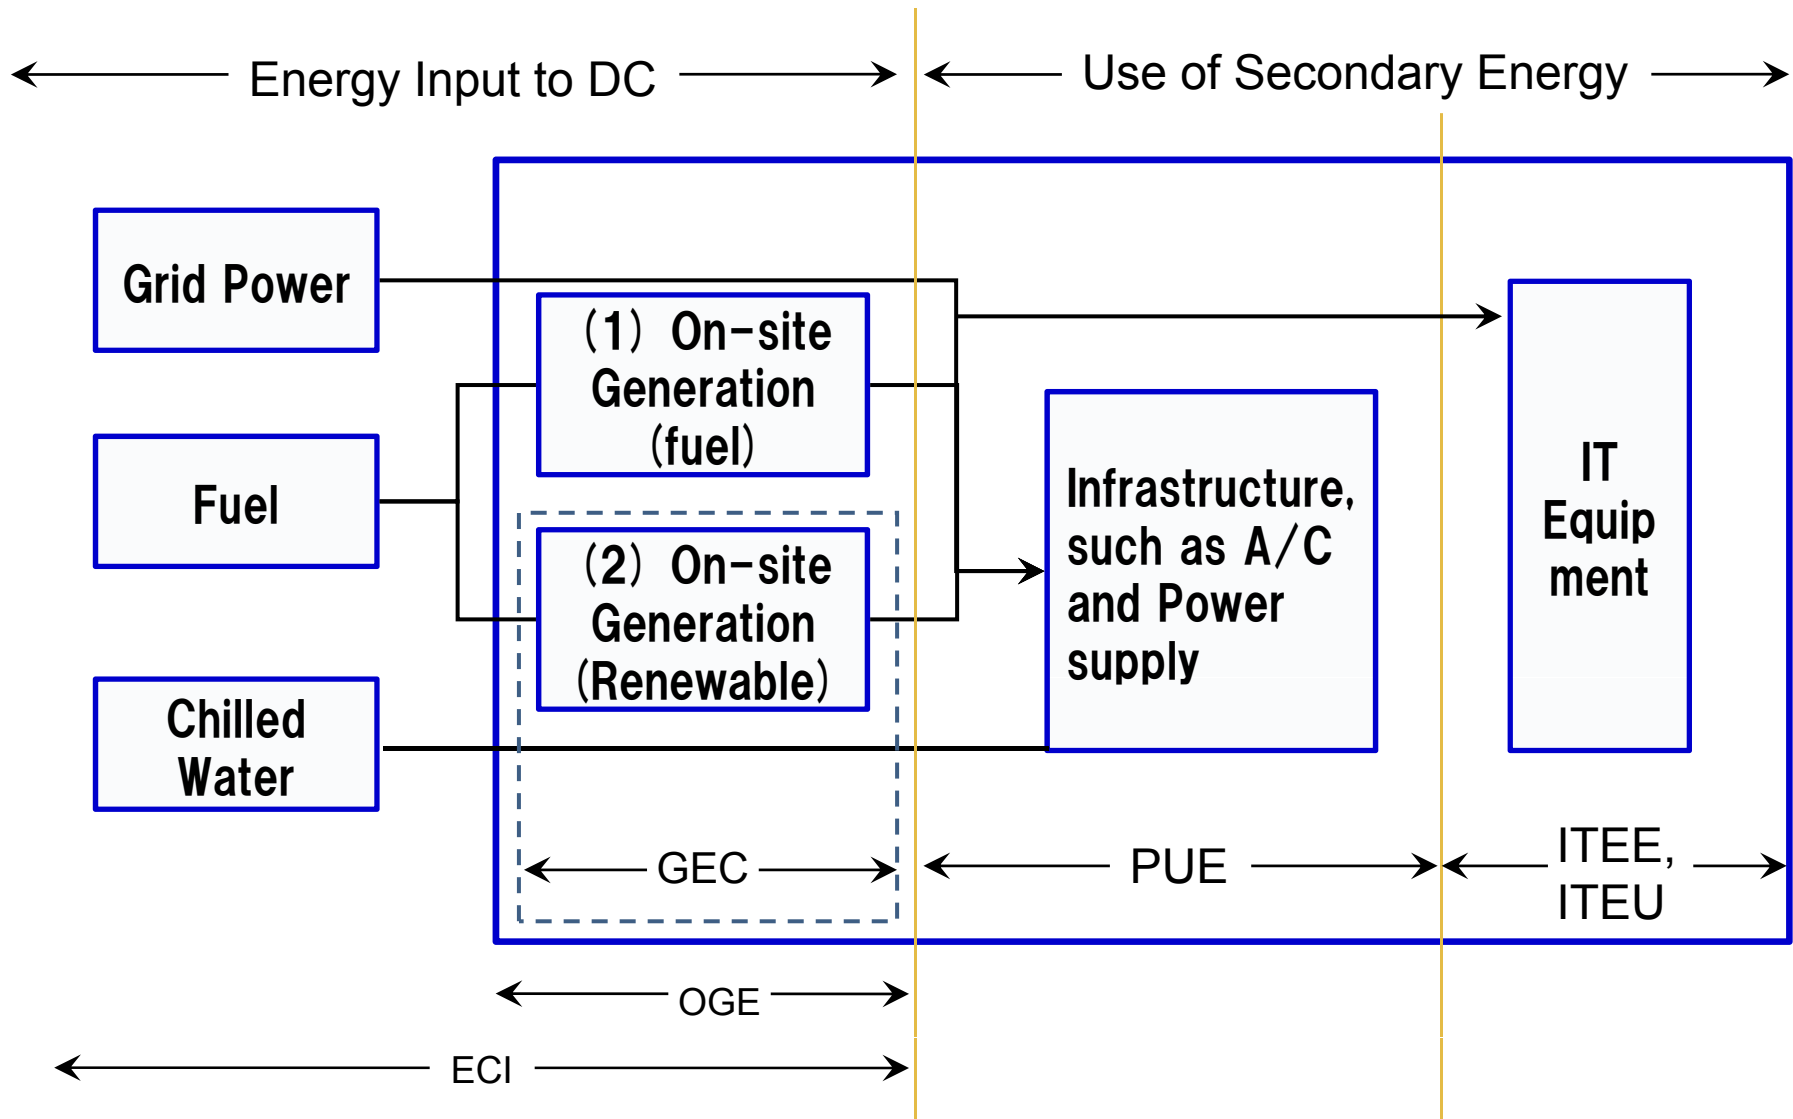 Energy Input to DC
Use of Secondary Energy
Grid Power
(1) On-site
Generation
(fuel)
Fuel
(2) On-site
Generation
(Renewable)
Chilled
Water
Infrastructure,
such as A/C
and Power
supply
IT
Equip
ment
GEC
PUE
ITEE,
ITEU
OGE
ECI